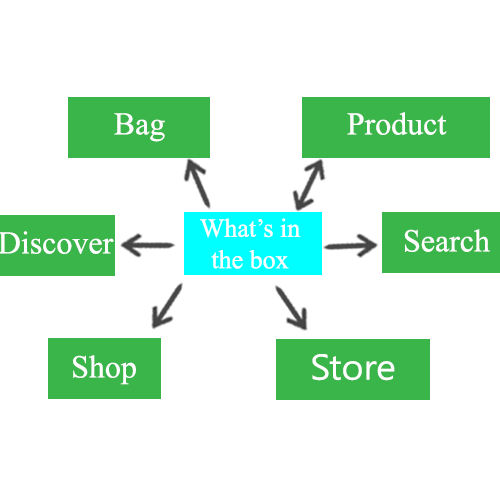 Bag
Product
What's in
the box
Discover
Search
Shop
Store